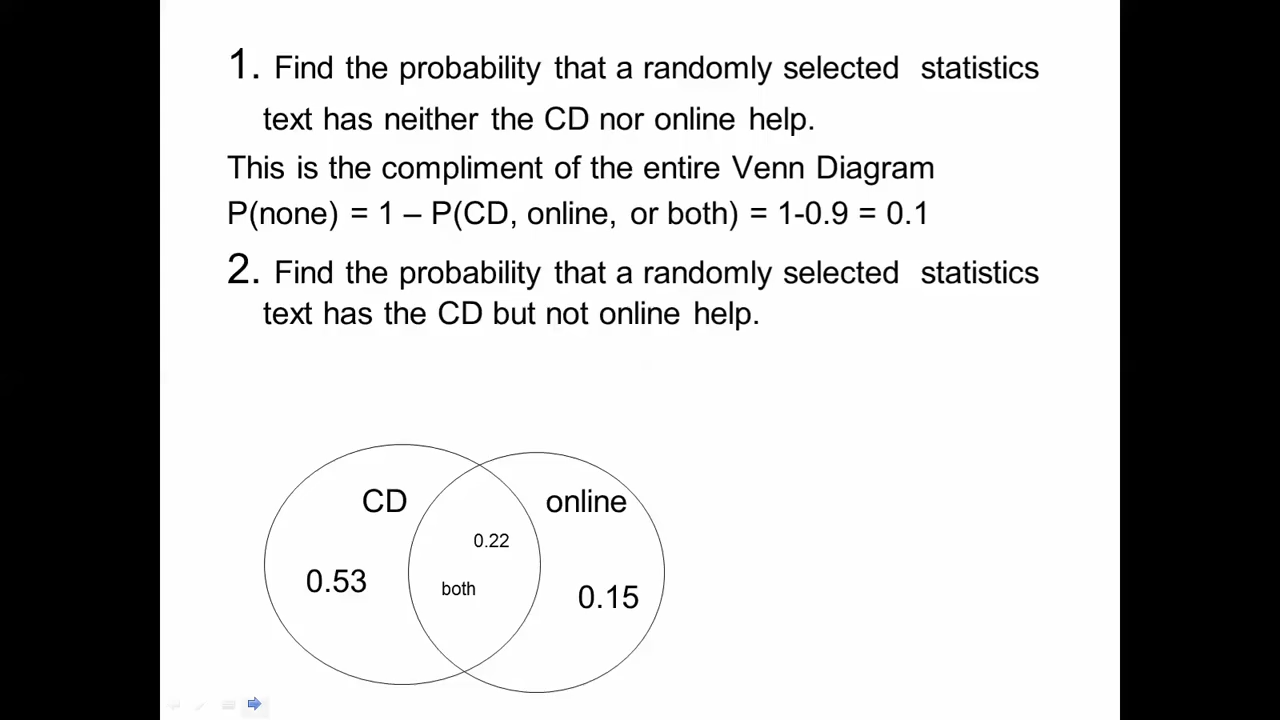 1. Find the probability that a randomly selected statistics
text has neither the CD nor online help.
This is the compliment of the entire Venn Diagram
P(none) = 1 – P(CD, online, or both) = 1-0.9 = 0.1
2. Find the probability that a randomly selected statistics
text has the CD but not online help.
CD
online
0.22
0.53
both
0.15